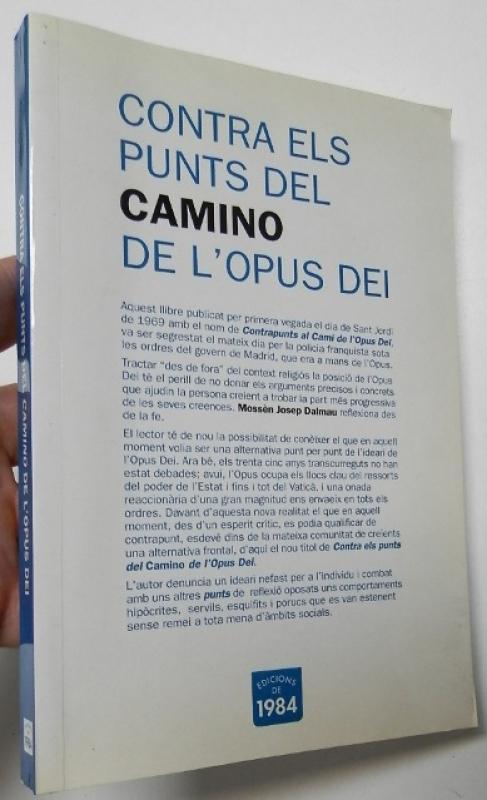 CONTRA ELS
PUNTS DEL
CAMINO
DE L'OPUS DEI
Aquest llibre publicat per primera vegada el dia de Sant Jordi
de 1969 amb el nom de Contrapunts al Camí de l'Opus Dei,
va ser segrestat el mateix dia per la policia franquista sota
les ordres del govern de Madrid, que era a mans de l'Opus.
Tractar "des de fora" del context religiós la posició de l'Opus
Dei té el perill de no donar els arguments precisos i concrets
que ajudin la persona creient a trobar la part més progressiva
de les seves creences. Mossèn Josep Dalmau reflexiona des
de la fe.
El lector té de nou la possibilitat de conèixer el que en aquell
moment volia ser una alternativa punt per punt de l'ideari de
l'Opus Dei. Ara bé, els trenta cinc anys transcurreguts no han
estat debades; avui, l'Opus ocupa els llocs clau del ressorts
del poder de l'Estat i fins i tot del Vaticà, i una onada
reaccionària d'una gran magnitud ens envaeix en tots els
ordres. Davant d'aquesta nova realitat el que en aquell
moment, des d'un esperit crític, es podia qualificar de
contrapunt, esdevé dins de la mateixa comunitat de creients
una alternativa frontal, d'aquí el nou títol de Contra els punts
del Camino de l'Opus Dei.
L'autor denuncia un ideari nefast per a l'individu i combat
amb uns altres punts de reflexió oposats uns comportaments
hipòcrites, servils, esquifits i porucs que es van estenent
sense remei a tota mena d'àmbits socials.
EDICIONS
DE
1984
CONTRA ELS PUNTS DEL CAMINO DE L'OPUS DEI